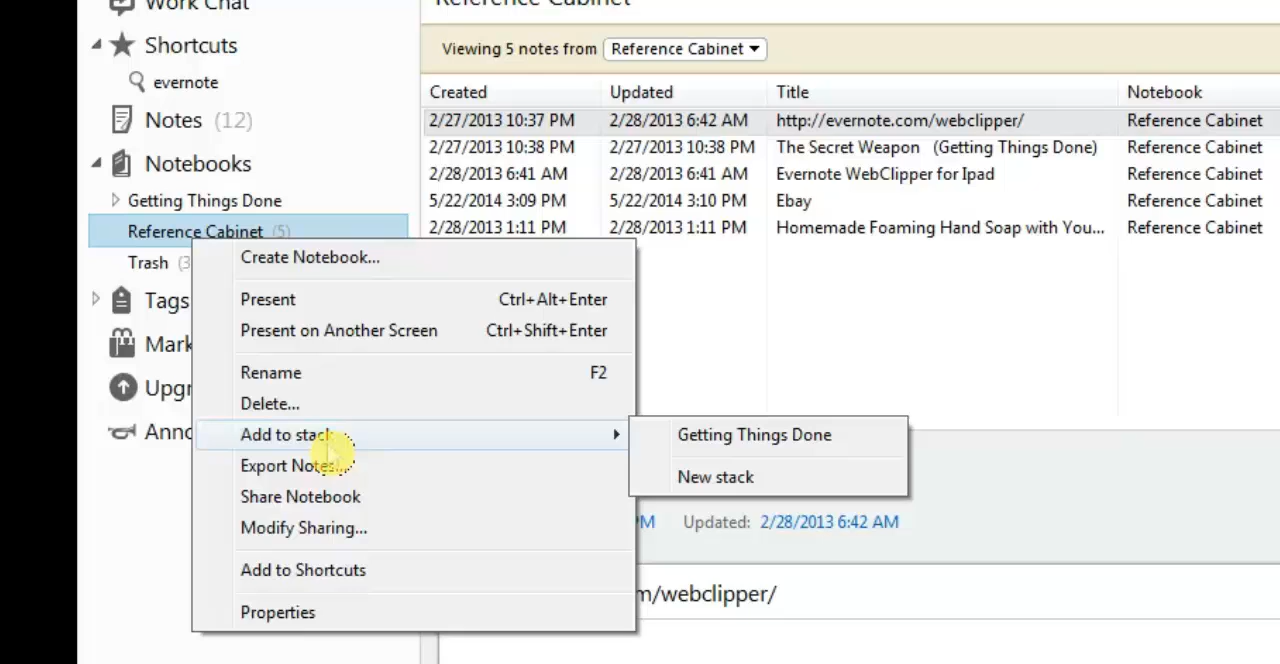 Work Chat
Reference Cabinet
Shortcuts
Viewing 5 notes from Reference Cabinet
evernote
Created Updated Title Notebook
Notes (12)
2/27/2013 10:37 PM 2/28/2013 6:42 AM http://evernote.com/webclipper/ Reference Cabinet
2/27/2013 10:38 PM 2/27/2013 10:38 PM The Secret Weapon (Getting Things Done) Reference Cabinet
Notebooks
2/28/2013 6:41 AM 2/28/2013 6:41 AM Evernote WebClipper for Ipad Reference Cabinet
Getting Things Done
5/22/2014 3:09 PM 5/22/2014 3:10 PM Ebay Reference Cabinet
Reference Cabinet (5)
2/28/2013 1:11 PM 2/28/2013 1:11 PM Homemade Foaming Hand Soap with You... Reference Cabinet
Trash
Tags
Mark
Upgr
Anno
Create Notebook...
Present Ctrl+Alt+Enter
Present on Another Screen Ctrl+Shift+Enter
Rename F2
Delete...
Add to stack
Export Notes...
Share Notebook
Modify Sharing...
Add to Shortcuts
Properties
Getting Things Done
New stack
PM Updated: 2/28/2013 6:42 AM
m/webclipper/